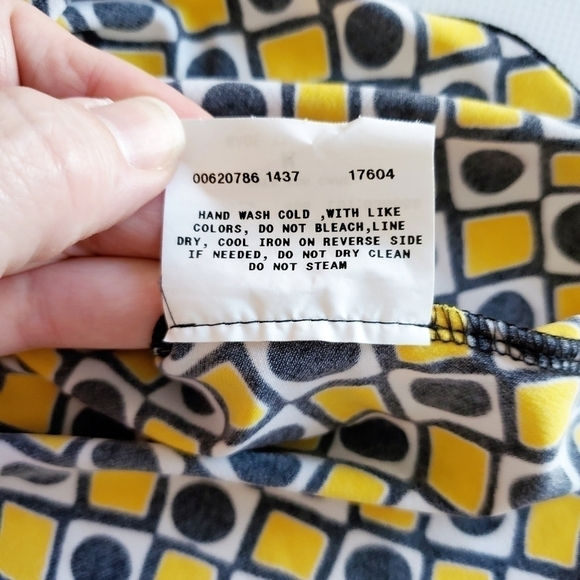 00620786 1437 17604
HAND WASH COLD ,WITH LIKE
COLORS, DO NOT BLEACH,LINE
DRY, COOL IRON ON REVERSE SIDE
IF NEEDED, DO NOT DRY CLEAN
DO NOT STEAM